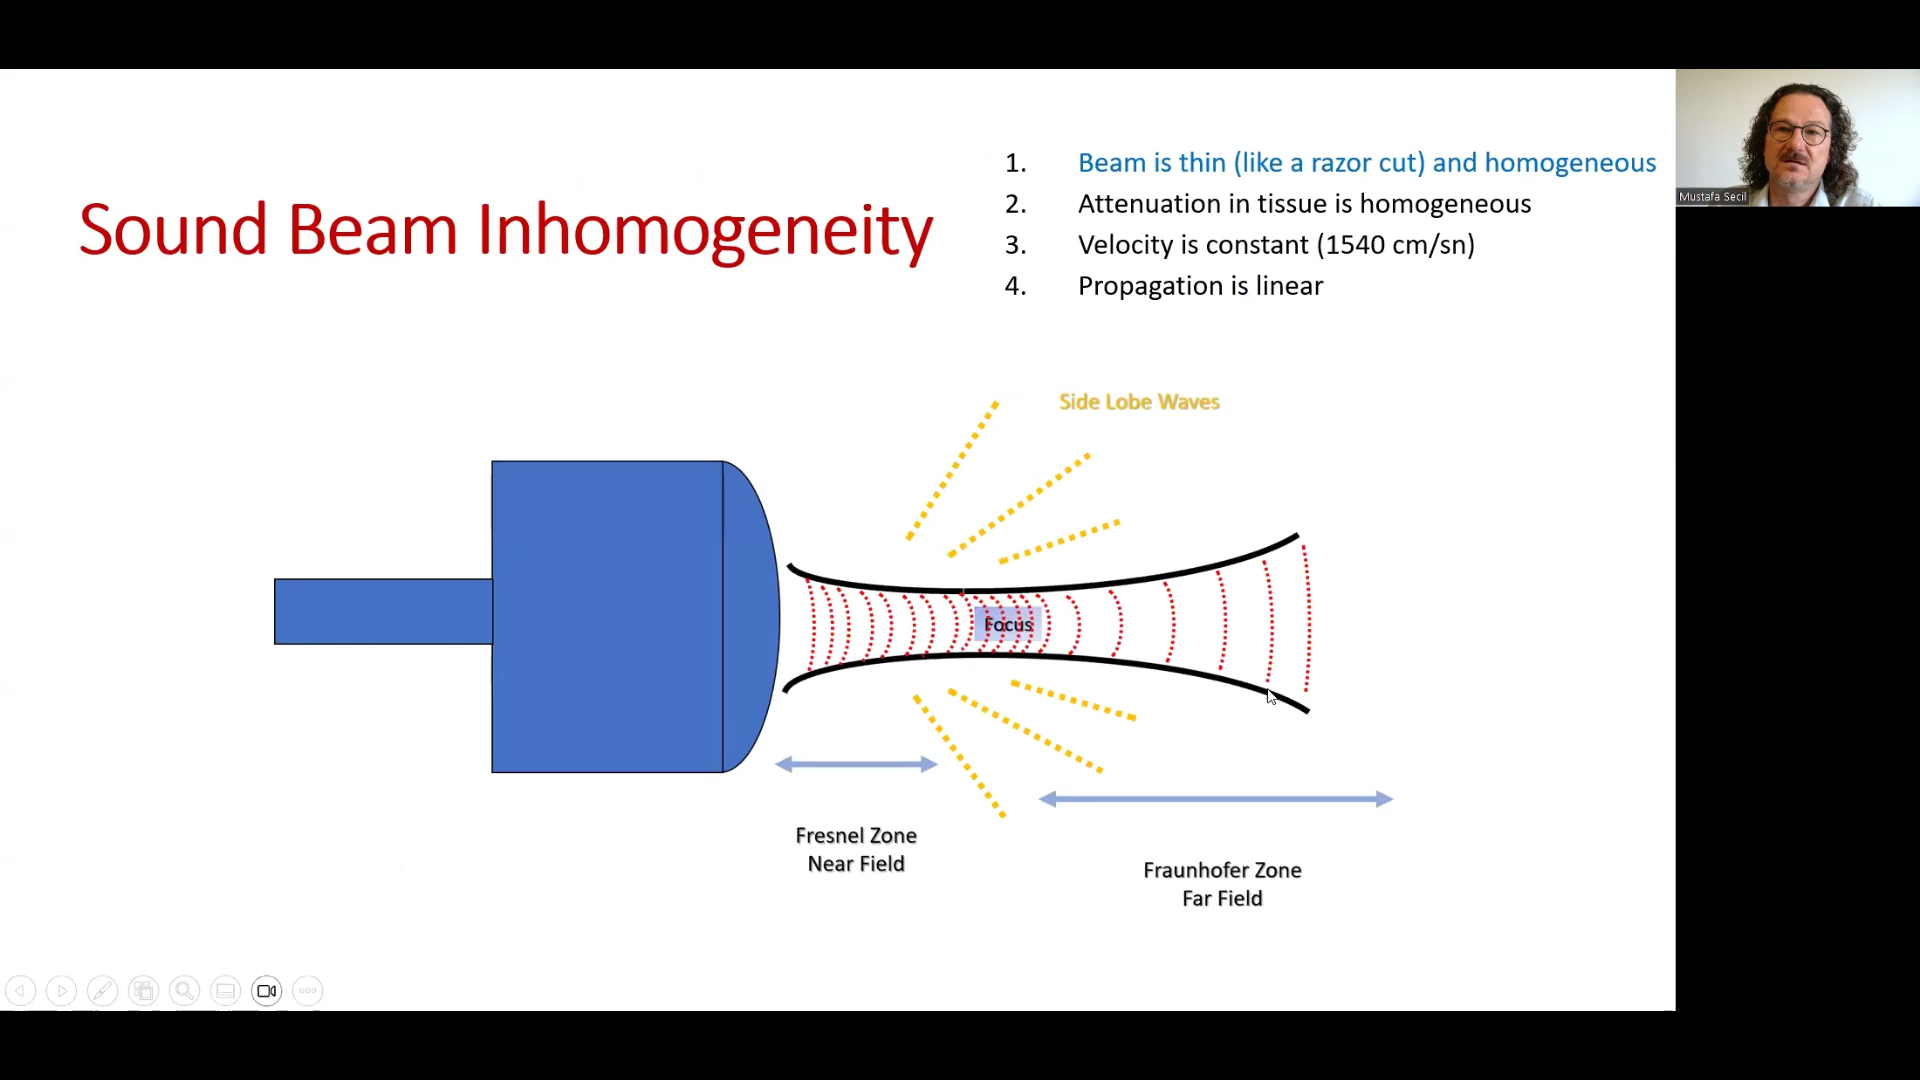 Sound Beam Inhomogeneity
1. Beam is thin (like a razor cut) and homogeneous
2. Attenuation in tissue is homogeneous
3. Velocity is constant (1540 cm/sn)
4. Propagation is linear
Mustafa Secil
Side Lobe Waves
Focus
Fresnel Zone
Near Field
Fraunhofer Zone
Far Field